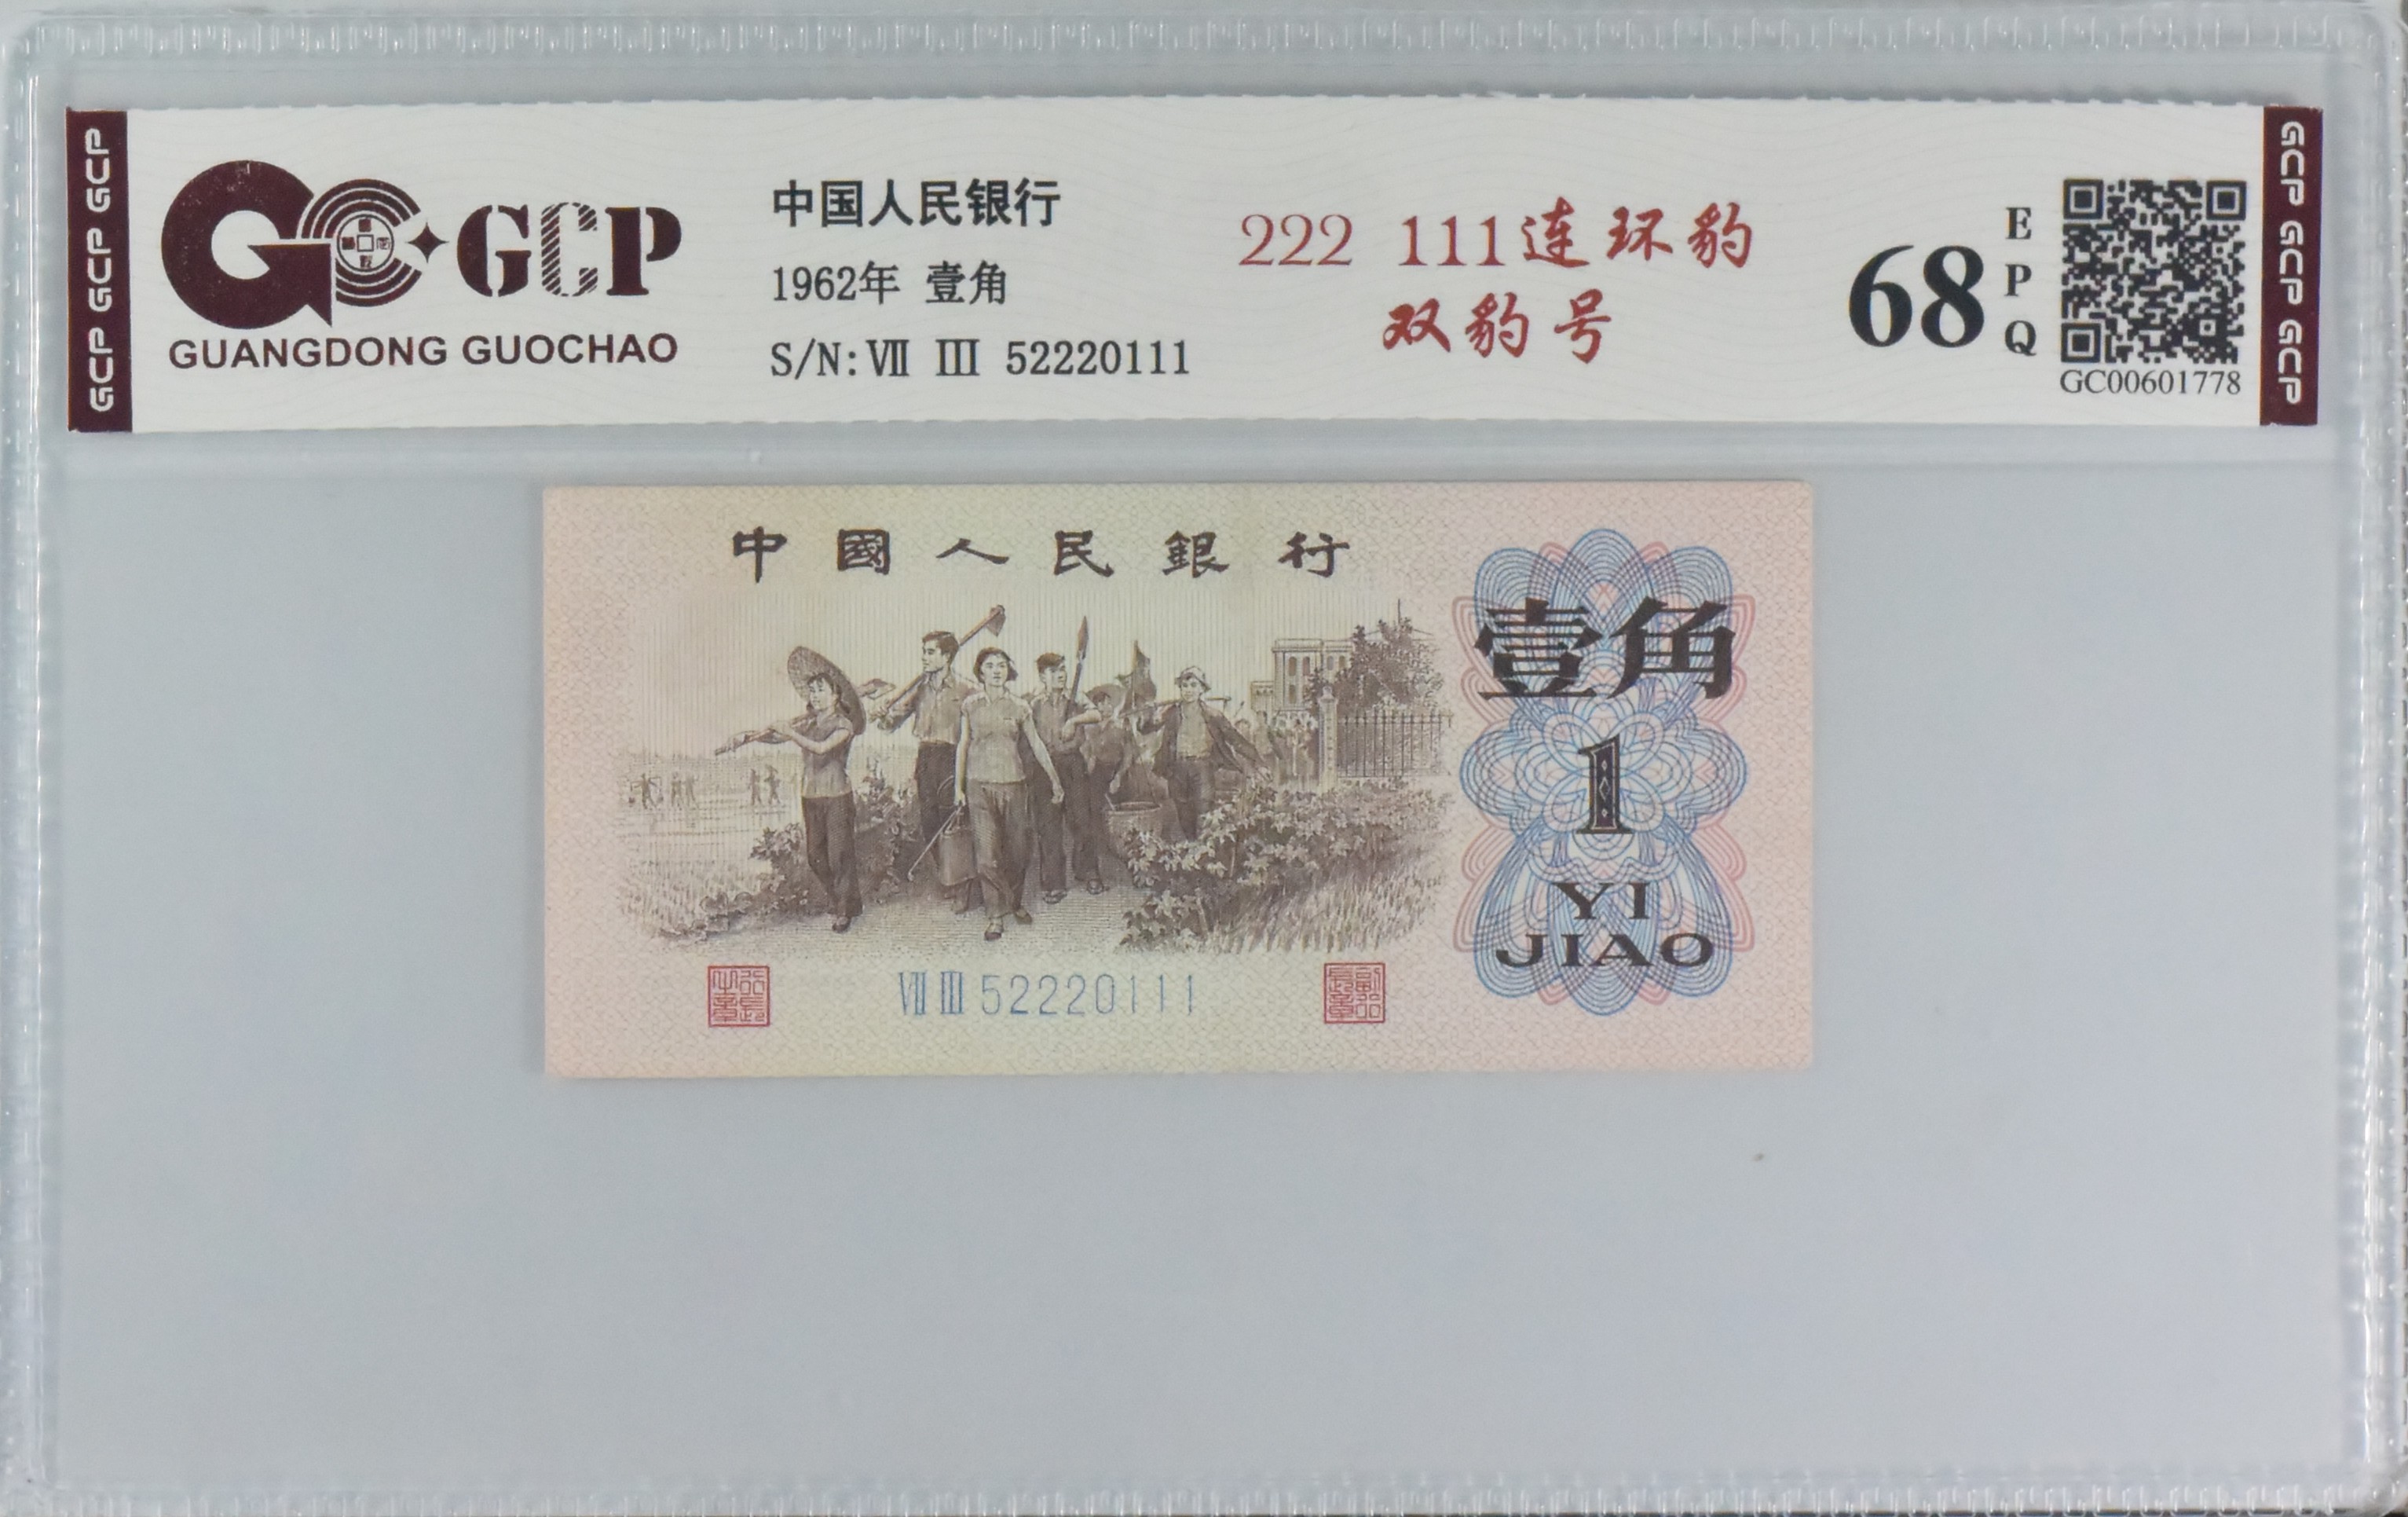 GCP GCP GCP
GCP
GUANGDONG GUOCHAO
中国人民银行
1962年 壹角
S/N:Ⅶ Ⅲ 52220111
222 111连环豹
双豹号
68
E
P
Q
GC00601778
GCP GCP GCP
中國人民銀行
壹角
1
YI
JIAO
Ⅶ Ⅲ 52220111